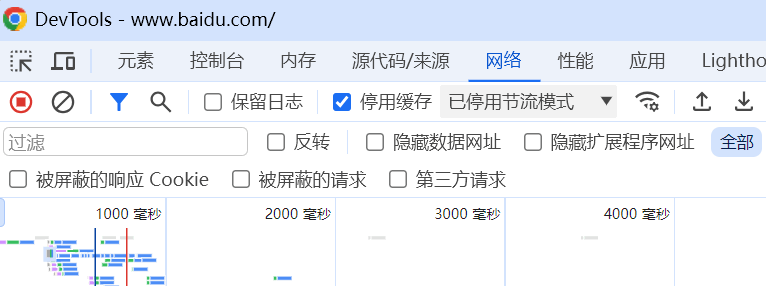 DevTools - www.baidu.com/
元素 控制台 内存 源代码/来源 网络 性能 应用 Lightho
保留日志 停用缓存 已停用节流模式
过滤 反转 隐藏数据网址 隐藏扩展程序网址 全部
被屏蔽的响应 Cookie 被屏蔽的请求 第三方请求
1000 毫秒 2000 毫秒 3000 毫秒 4000 毫秒